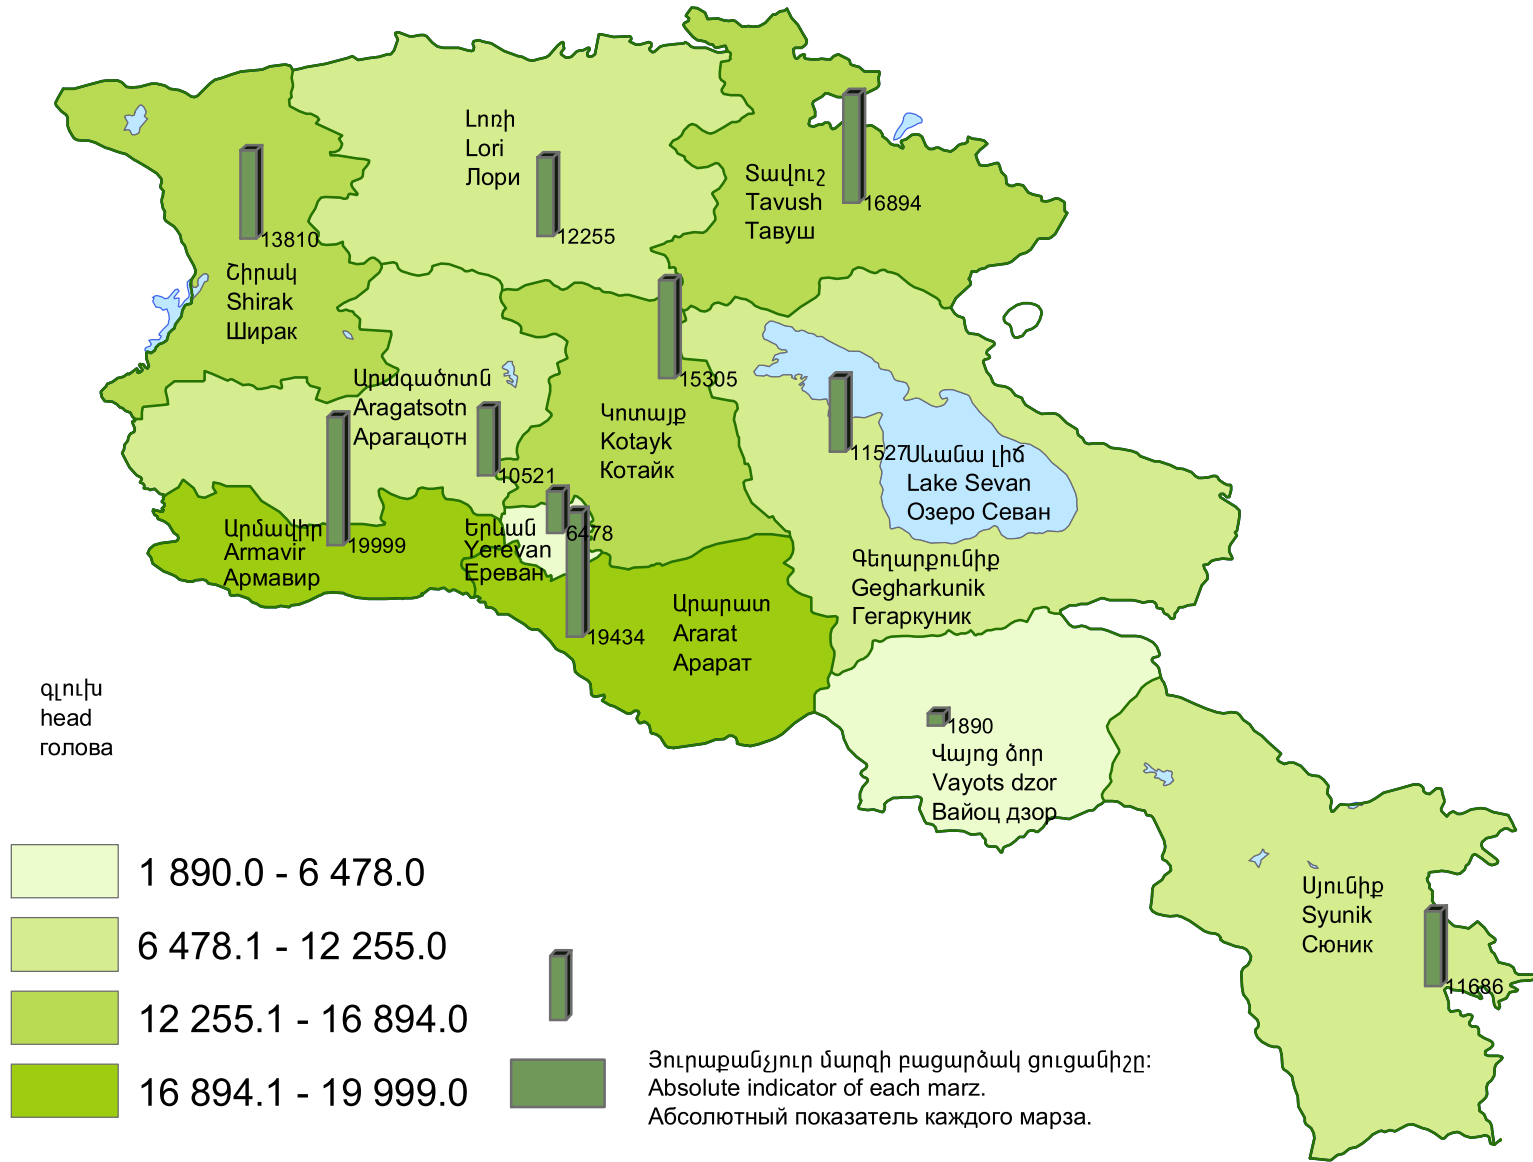 Լոռի
Lori
Лори
12255
Տավուշ
Tavush
Тавуш
16894
13810
Շիրակ
Shirak
Ширак
15305
Կոտայք
Kotayk
Котайк
Արագածոտն
Aragatsotn
Арагацотн
10521
11527
Սևանա լիճ
Lake Sevan
Озеро Севан
Արմավիր
Armavir
Армавир
19999
Երևան
Yerevan
Ереван
6478
19434
Արարատ
Ararat
Арарат
Գեղարքունիք
Gegharkunik
Гегаркуник
1890
Վայոց ձոր
Vayots dzor
Вайоц дзор
Սյունիք
Syunik
Сюник
11686
գլուխ
head
голова
1 890.0 - 6 478.0
6 478.1 - 12 255.0
12 255.1 - 16 894.0
16 894.1 - 19 999.0
Յուրաքանչյուր մարզի բացարձակ ցուցանիշը:
Absolute indicator of each marz.
Абсолютный показатель каждого марза.